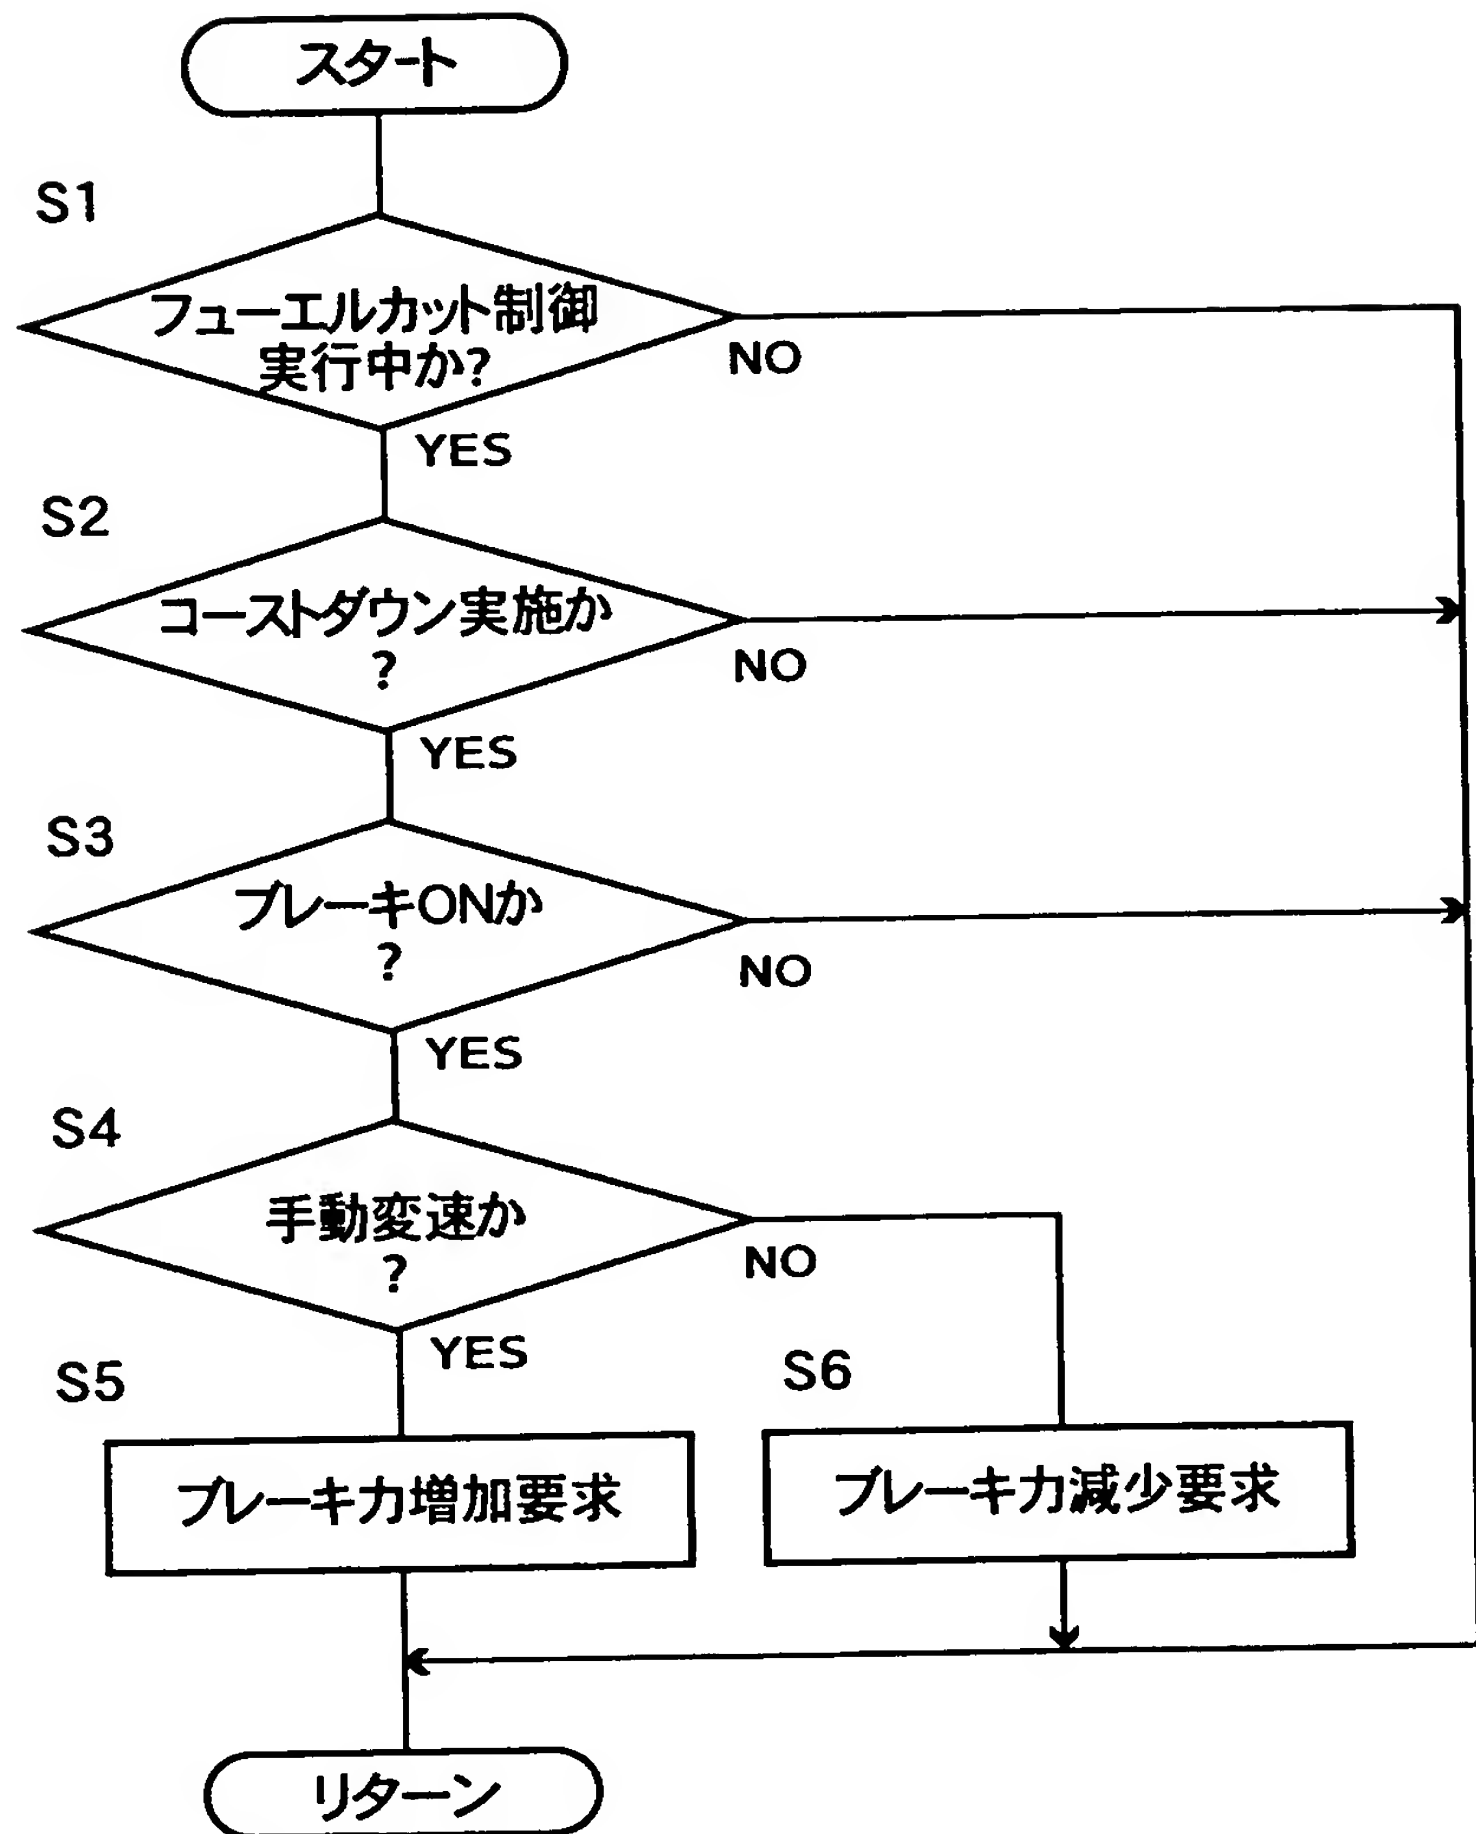 スタート
S1
フューエルカット制御
実行中か?
NO
YES
S2
コーストダウン実施か
?
NO
YES
S3
ブレーキONか
?
NO
YES
S4
手動変速か
?
NO
YES
S5
S6
ブレーキ力増加要求
ブレーキ力減少要求
リターン